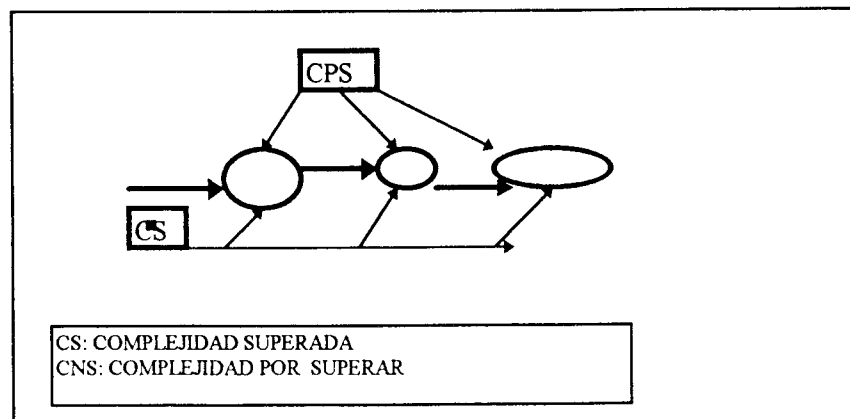 CPS
CS
CS: COMPLEJIDAD SUPERADA
CNS: COMPLEJIDAD POR SUPERAR